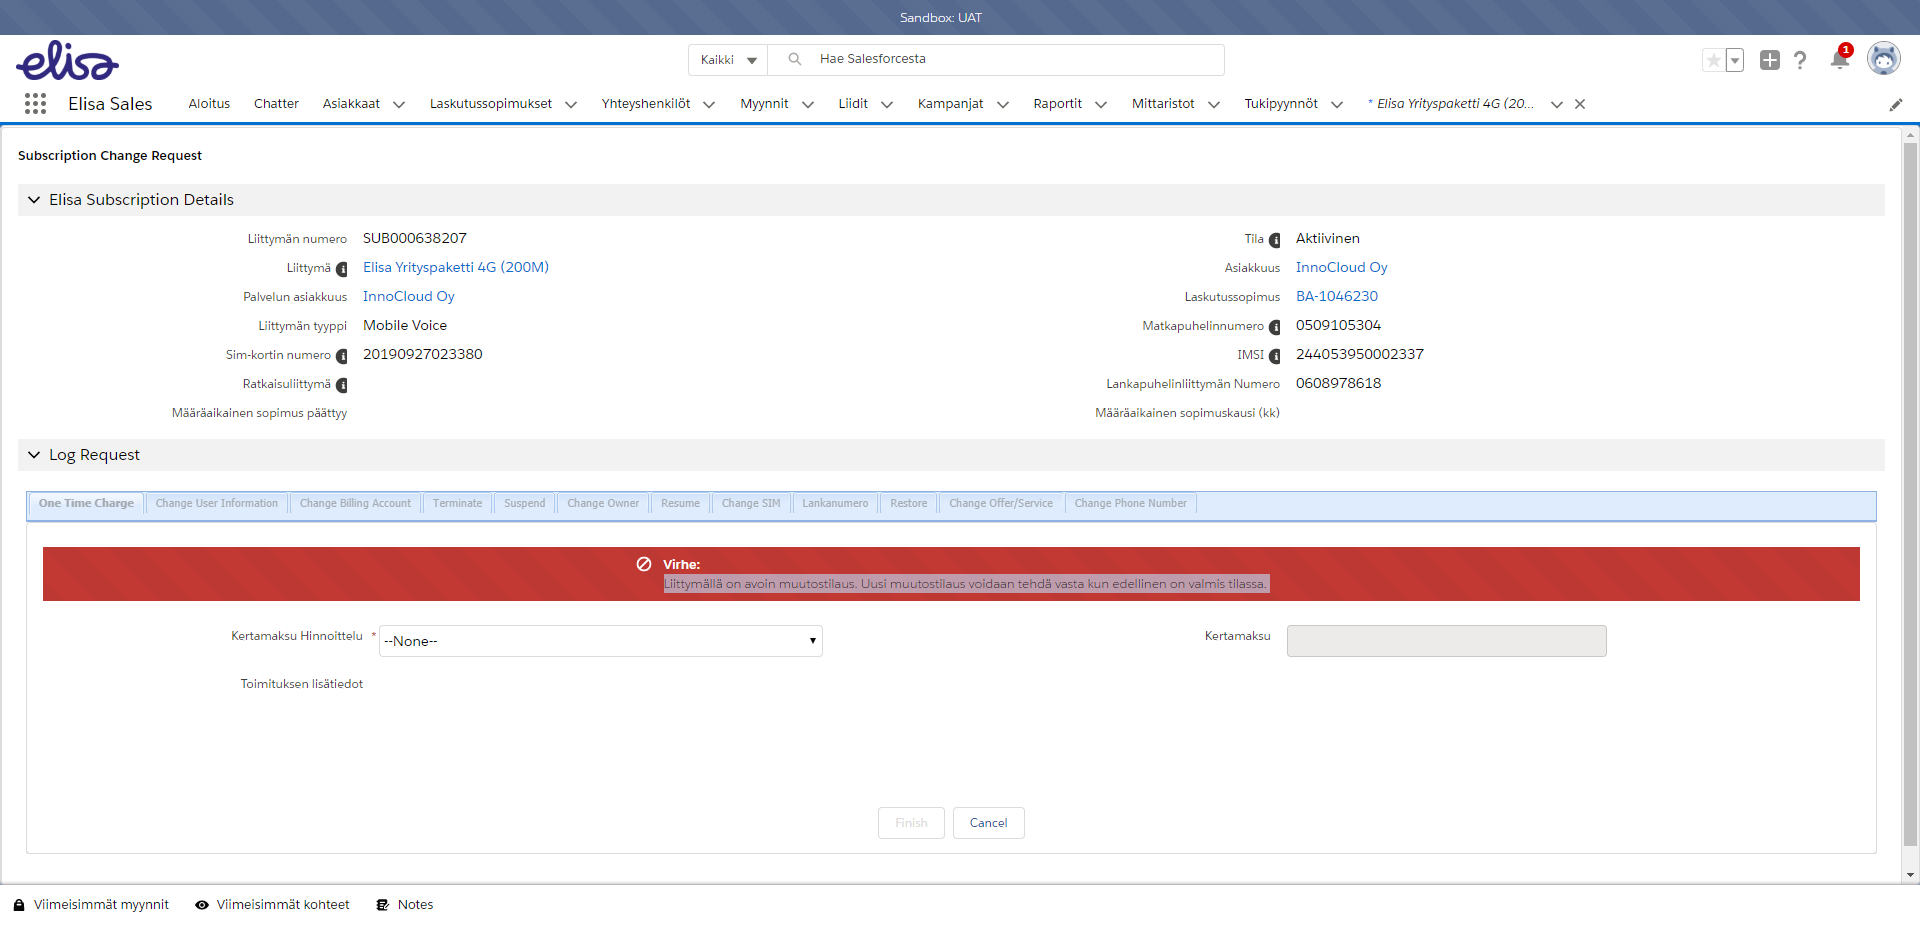 Sandbox: UAT
elisa
Kaikki
Hae Salesforcesta
1
Elisa Sales
Aloitus
Chatter
Asiakkaat
Laskutussopimukset
Yhteyshenkilöt
Myynnit
Liidit
Kampanjat
Raportit
Mittaristot
Tukipyynnöt
* Elisa Yrityspaketti 4G (20...
Subscription Change Request
Elisa Subscription Details
Liittymän numero SUB000638207
Tila Aktiivinen
Liittymä Elisa Yrityspaketti 4G (200M)
Asiakkuus InnoCloud Oy
Palvelun asiakkuus InnoCloud Oy
Laskutussopimus BA-1046230
Liittymän tyyppi Mobile Voice
Matkapuhelinnumero 0509105304
Sim-kortin numero 20190927023380
IMSI 244053950002337
Ratkaisuliittymä
Lankapuhelinliittymän Numero 0608978618
Määräaikainen sopimus päättyy
Määräaikainen sopimuskausi (kk)
Log Request
One Time Charge
Change User Information
Change Billing Account
Terminate
Suspend
Change Owner
Resume
Change SIM
Lankanumero
Restore
Change Offer/Service
Change Phone Number
Virhe:
Liittymällä on avoin muutostilaus. Uusi muutostilaus voidaan tehdä vasta kun edellinen on valmis tilassa.
Kertamaksu Hinnoittelu * --None--
Kertamaksu
Toimituksen lisätiedot
Finish
Cancel
Viimeisimmät myynnit
Viimeisimmät kohteet
Notes